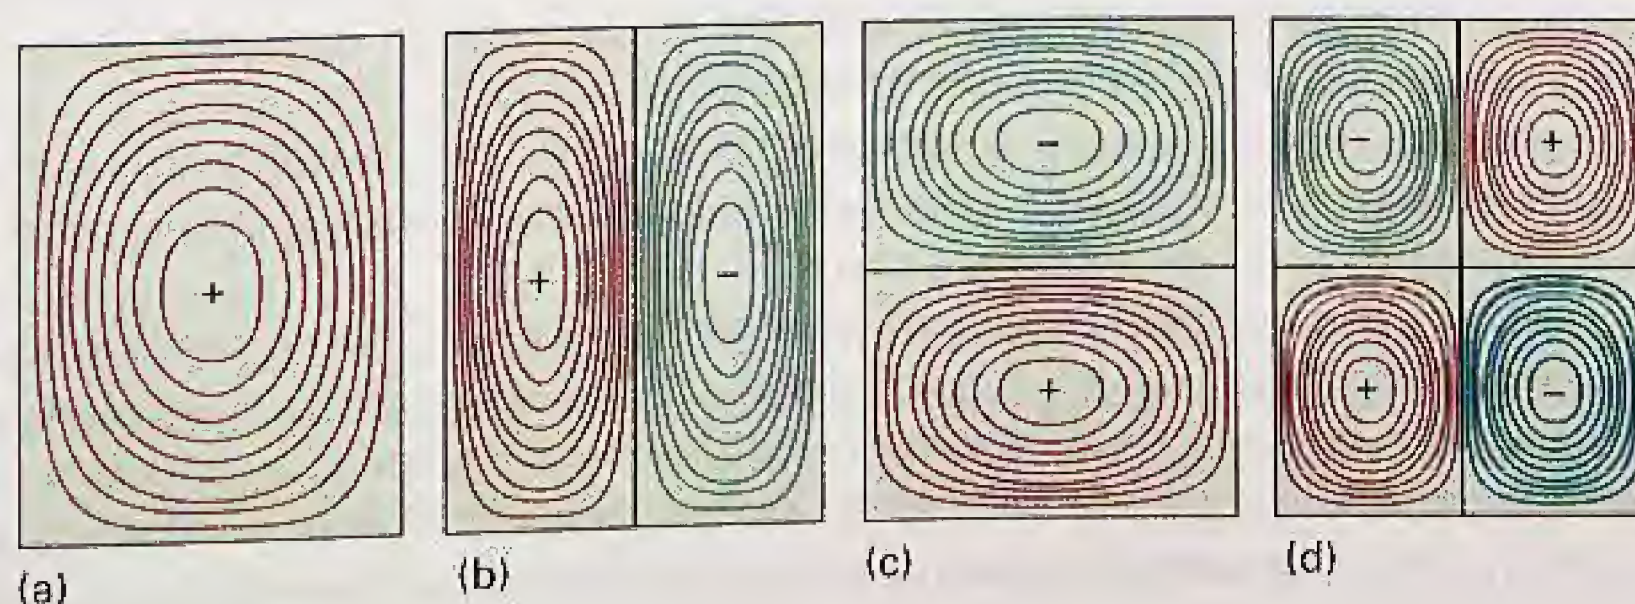 +
+ −
−
+
− +
+ −
(a)
(b)
(c)
(d)